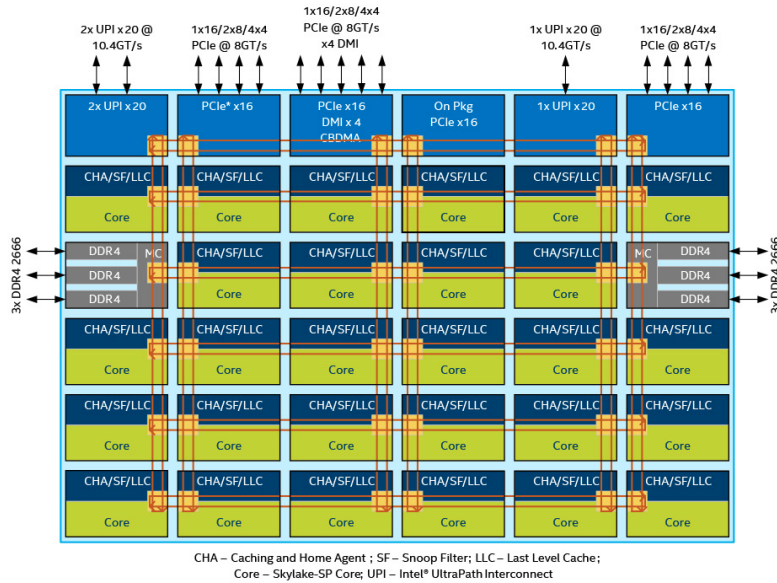 2x UPI x20 @
10.4GT/s
1x16/2x8/4x4
PCIe @ 8GT/s
1x16/2x8/4x4
PCIe @ 8GT/s
x4 DMI
1x UPI x20 @
10.4GT/s
1x16/2x8/4x4
PCIe @ 8GT/s
2x UPI x20
PCIe* x16
PCIe x16
DMI x 4
CBDMA
On Pkg
PCIe x16
1x UPI x20
PCIe x16
CHA/SF/LLC
CHA/SF/LLC
CHA/SF/LLC
CHA/SF/LLC
CHA/SF/LLC
CHA/SF/LLC
Core
Core
Core
Core
Core
Core
3x DDR4 2666
DDR4
DDR4
DDR4
MC
CHA/SF/LLC
CHA/SF/LLC
CHA/SF/LLC
CHA/SF/LLC
Core
Core
Core
Core
MC
DDR4
DDR4
DDR4
3x DDR4 2666
CHA/SF/LLC
CHA/SF/LLC
CHA/SF/LLC
CHA/SF/LLC
CHA/SF/LLC
CHA/SF/LLC
Core
Core
Core
Core
Core
Core
CHA/SF/LLC
CHA/SF/LLC
CHA/SF/LLC
CHA/SF/LLC
CHA/SF/LLC
CHA/SF/LLC
Core
Core
Core
Core
Core
Core
CHA/SF/LLC
CHA/SF/LLC
CHA/SF/LLC
CHA/SF/LLC
CHA/SF/LLC
CHA/SF/LLC
Core
Core
Core
Core
Core
Core
CHA – Caching and Home Agent ; SF – Snoop Filter; LLC – Last Level Cache;
Core – Skylake-SP Core; UPI – Intel® UltraPath Interconnect